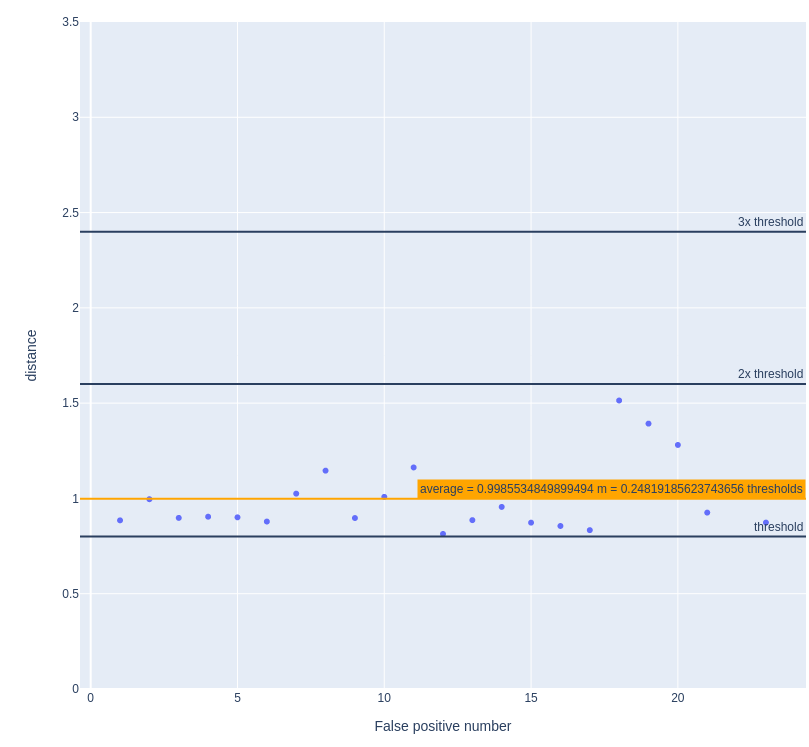 3.5
3
2.5
3x threshold
2
distance
2x threshold
1.5
average = 0.9985534849899494 m = 0.24819185623743656 thresholds
1
threshold
0.5
0
0 5 10 15 20
False positive number